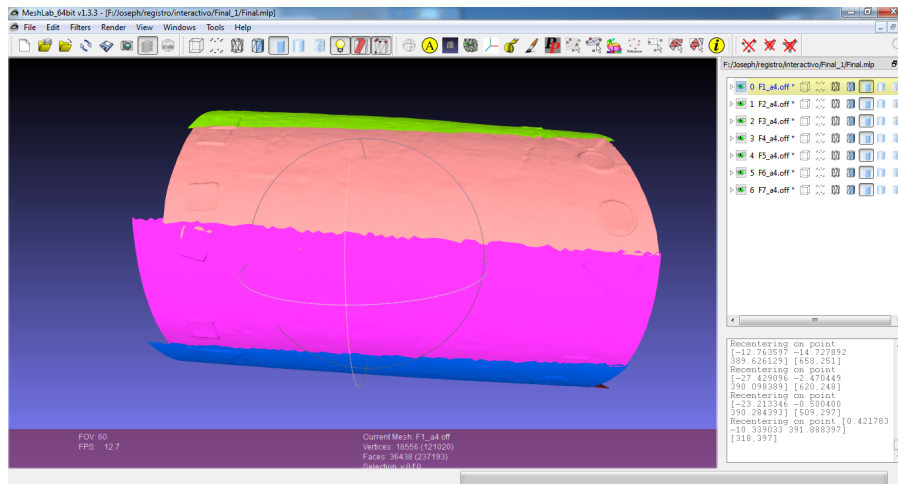 MeshLab_64bit v1.3.3 - [F:/Joseph/registro/interactivo/Final_1/Final.mlp]
File Edit Filters Render View Windows Tools Help
F:/Joseph/registro/interactivo/Final_1/Final.mlp
0 F1_a4.off *
1 F2_a4.off *
2 F3_a4.off *
3 F4_a4.off *
4 F5_a4.off *
5 F6_a4.off *
6 F7_a4.off *
Recentering on point
[-12.763597 -14.727892
389.626129] [658,251]
Recentering on point
[-27.429096 -2.470449
390.098389] [620,248]
Recentering on point
[-23.213346 -0.500400
390.284393] [509,297]
Recentering on point [0.421783
-10.339033 391.888397]
[318,397]
FOV: 60
FPS: 12.7
Current Mesh: F1_a4.off
Vertices: 18556 (121020)
Faces: 36438 (237193)
Selection: v:0 f:0